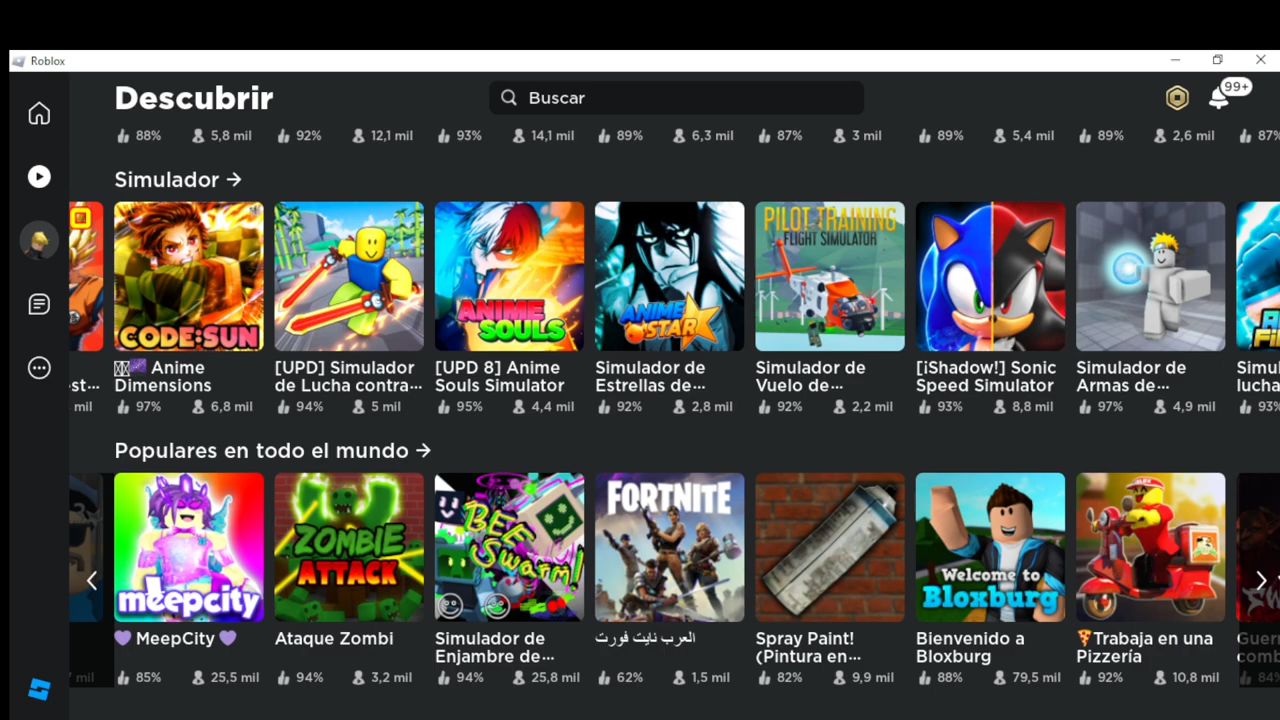 Roblox
Descubrir
Buscar
99+
88% 5,8 mil 92% 12,1 mil 93% 14,1 mil 89% 6,3 mil 87% 3 mil 89% 5,4 mil 89% 2,6 mil 87%
Simulador →
CODE:SUN
ANIME SOULS
ANIME STAR
PILOT TRAINING
FLIGHT SIMULATOR
Anime Dimensions
97% 6,8 mil
[UPD] Simulador de Lucha contra...
94% 5 mil
[UPD 8] Anime Souls Simulator
95% 4,4 mil
Simulador de Estrellas de...
92% 2,8 mil
Simulador de Vuelo de...
92% 2,2 mil
[¡Shadow!] Sonic Speed Simulator
93% 8,8 mil
Simulador de Armas de...
97% 4,9 mil
93%
Populares en todo el mundo →
meepcity
ZOMBIE ATTACK
BEE Swarm!
FORTNITE
Welcome to Bloxburg
💜 MeepCity 💜
85% 25,5 mil
Ataque Zombi
94% 3,2 mil
Simulador de Enjambre de...
94% 25,8 mil
العرب نايت فورت
62% 1,5 mil
Spray Paint! (Pintura en...
82% 9,9 mil
Bienvenido a Bloxburg
88% 79,5 mil
🍕Trabaja en una Pizzería
92% 10,8 mil
84%